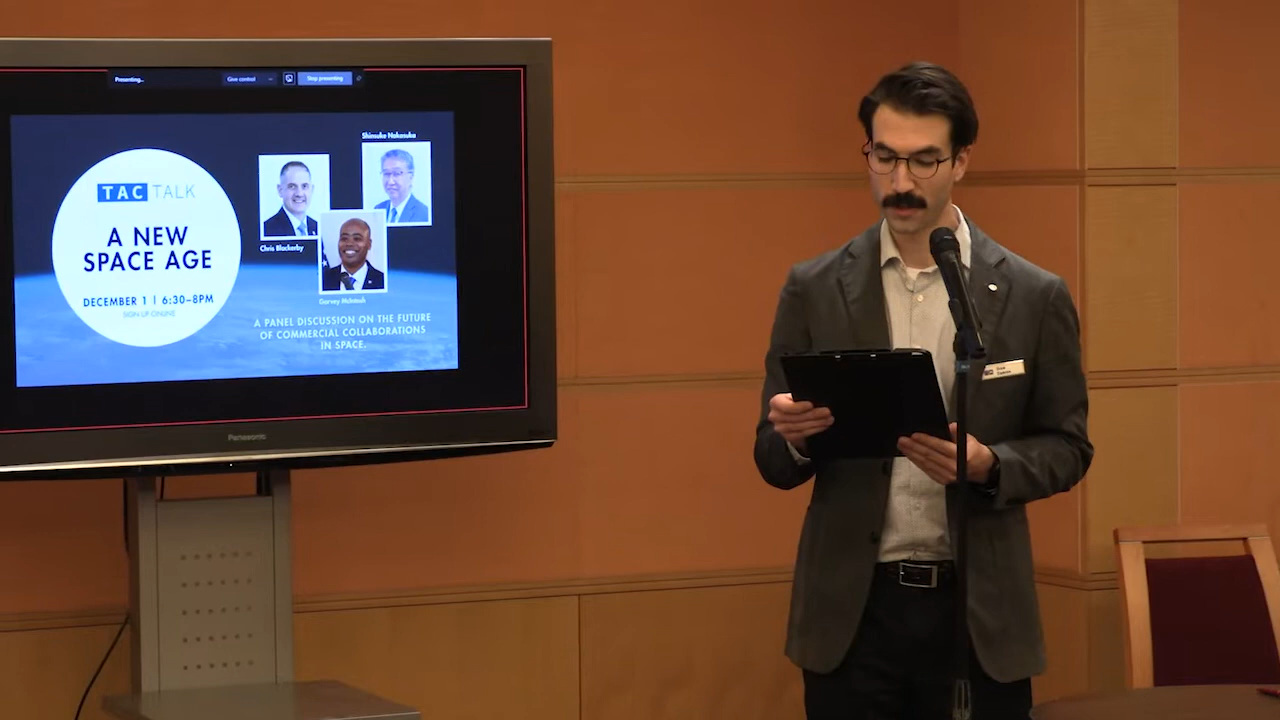 Presenting...
Give control
Stop presenting
TAC TALK
A NEW
SPACE AGE
DECEMBER 1 | 6:30–8PM
SIGN UP ONLINE
Shinsuke Nakasuka
Chris Blackerby
Garvey McIntosh
A PANEL DISCUSSION ON THE FUTURE
OF COMMERCIAL COLLABORATIONS
IN SPACE.
Panasonic